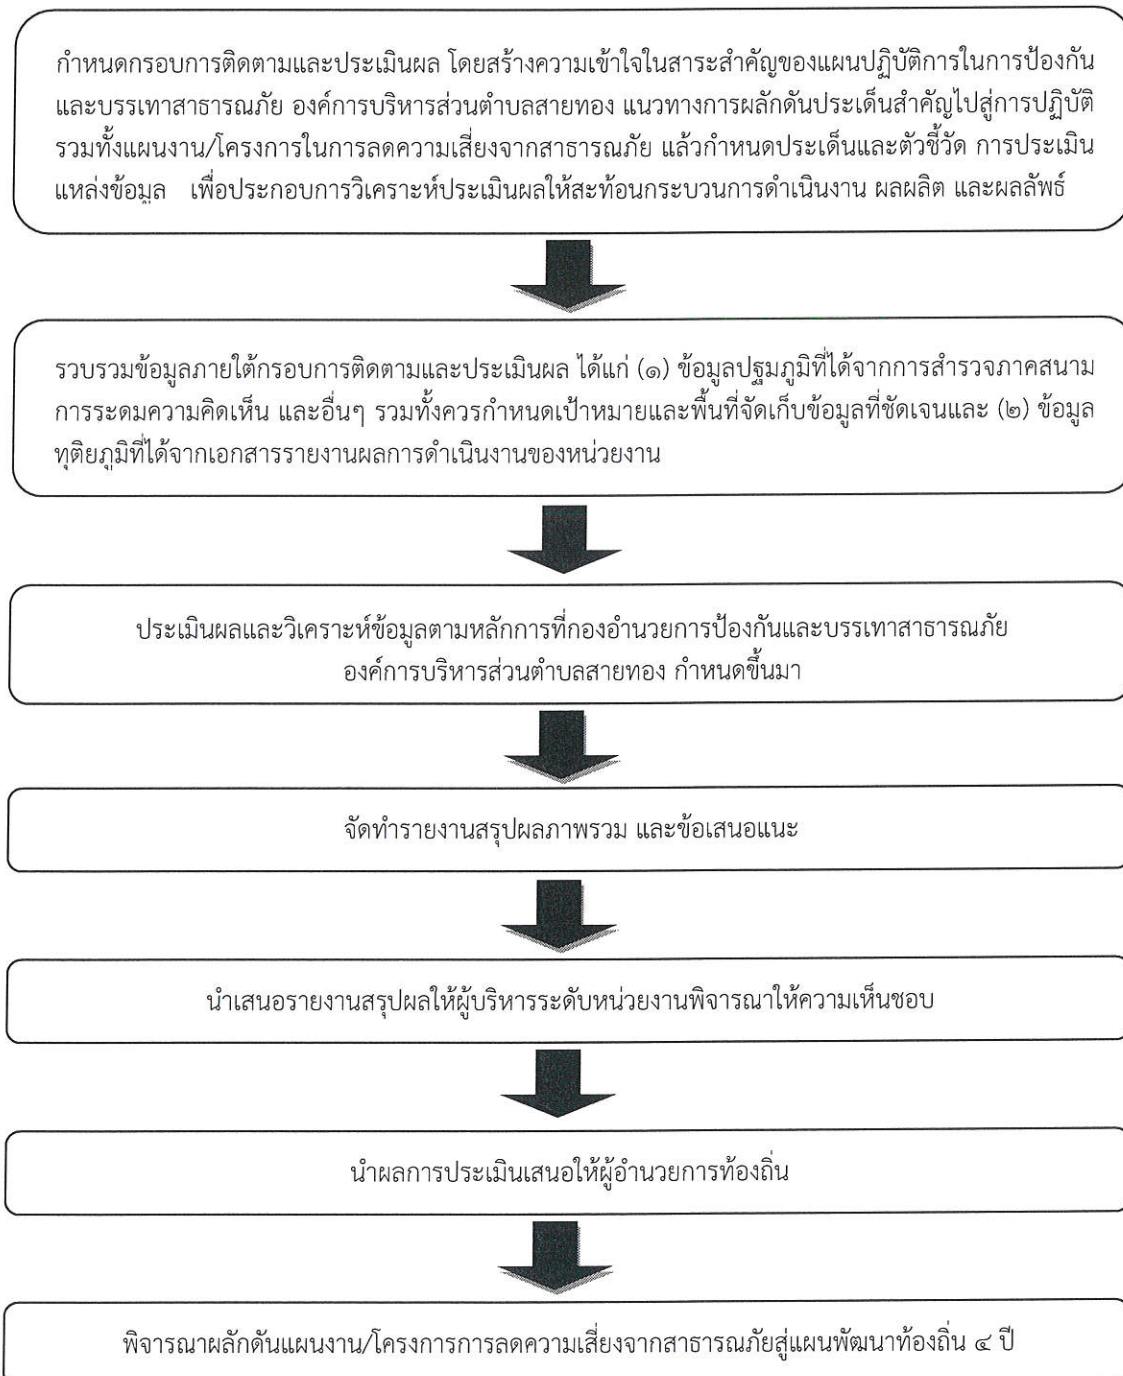 กำหนดกรอบการติดตามและประเมินผล โดยสร้างความเข้าใจในสาระสำคัญของแผนปฏิบัติการในการป้องกัน
และบรรเทาสาธารณภัย องค์การบริหารส่วนตำบลสายทอง แนวทางการผลักดันประเด็นสำคัญไปสู่การปฏิบัติ
รวมทั้งแผนงาน/โครงการในการลดความเสี่ยงจากสาธารณภัย แล้วกำหนดประเด็นและตัวชี้วัด การประเมิน
แหล่งข้อมูล เพื่อประกอบการวิเคราะห์ประเมินผลให้สะท้อนกระบวนการดำเนินงาน ผลผลิต และผลลัพธ์
รวบรวมข้อมูลภายใต้กรอบการติดตามและประเมินผล ได้แก่ (๑) ข้อมูลปฐมภูมิที่ได้จากการสำรวจภาคสนาม
การระดมความคิดเห็น และอื่นๆ รวมทั้งควรกำหนดเป้าหมายและพื้นที่จัดเก็บข้อมูลที่ชัดเจนและ (๒) ข้อมูล
ทุติยภูมิที่ได้จากเอกสารรายงานผลการดำเนินงานของหน่วยงาน
ประเมินผลและวิเคราะห์ข้อมูลตามหลักการที่กองอำนวยการป้องกันและบรรเทาสาธารณภัย
องค์การบริหารส่วนตำบลสายทอง กำหนดขึ้นมา
จัดทำรายงานสรุปผลภาพรวม และข้อเสนอแนะ
นำเสนอรายงานสรุปผลให้ผู้บริหารระดับหน่วยงานพิจารณาให้ความเห็นชอบ
นำผลการประเมินเสนอให้ผู้อำนวยการท้องถิ่น
พิจารณาผลักดันแผนงาน/โครงการการลดความเสี่ยงจากสาธารณภัยสู่แผนพัฒนาท้องถิ่น ๔ ปี